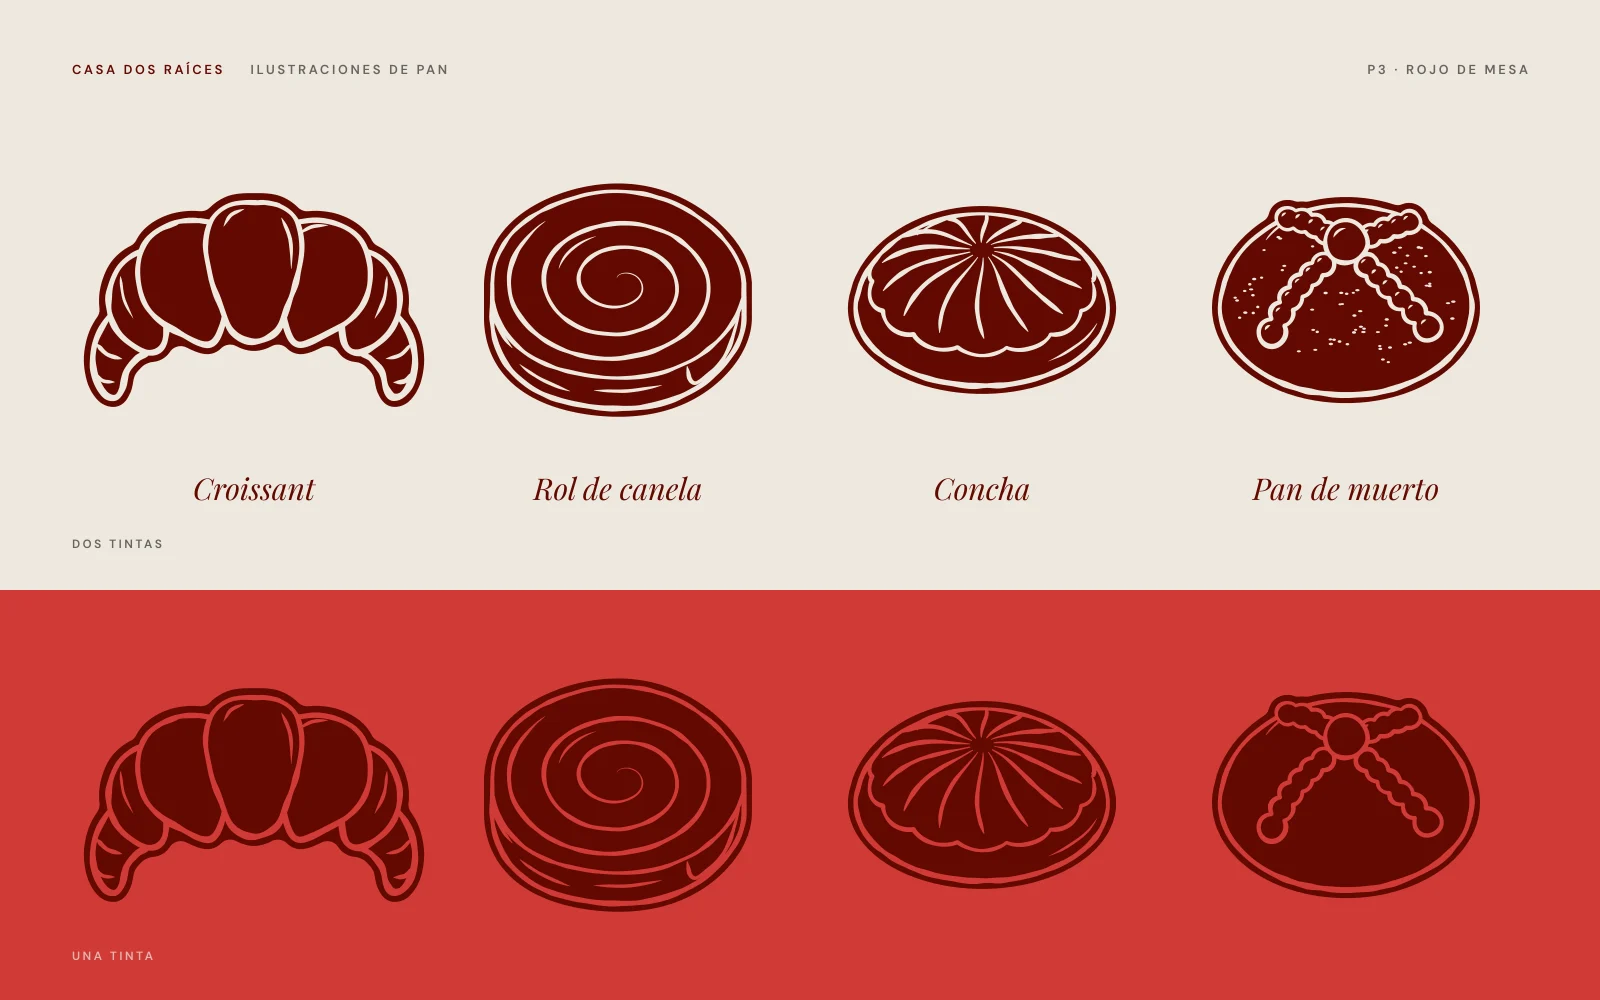 CASA DOS RAÍCES ILUSTRACIONES DE PAN
P3 · ROJO DE MESA
Croissant
Rol de canela
Concha
Pan de muerto
DOS TINTAS
UNA TINTA